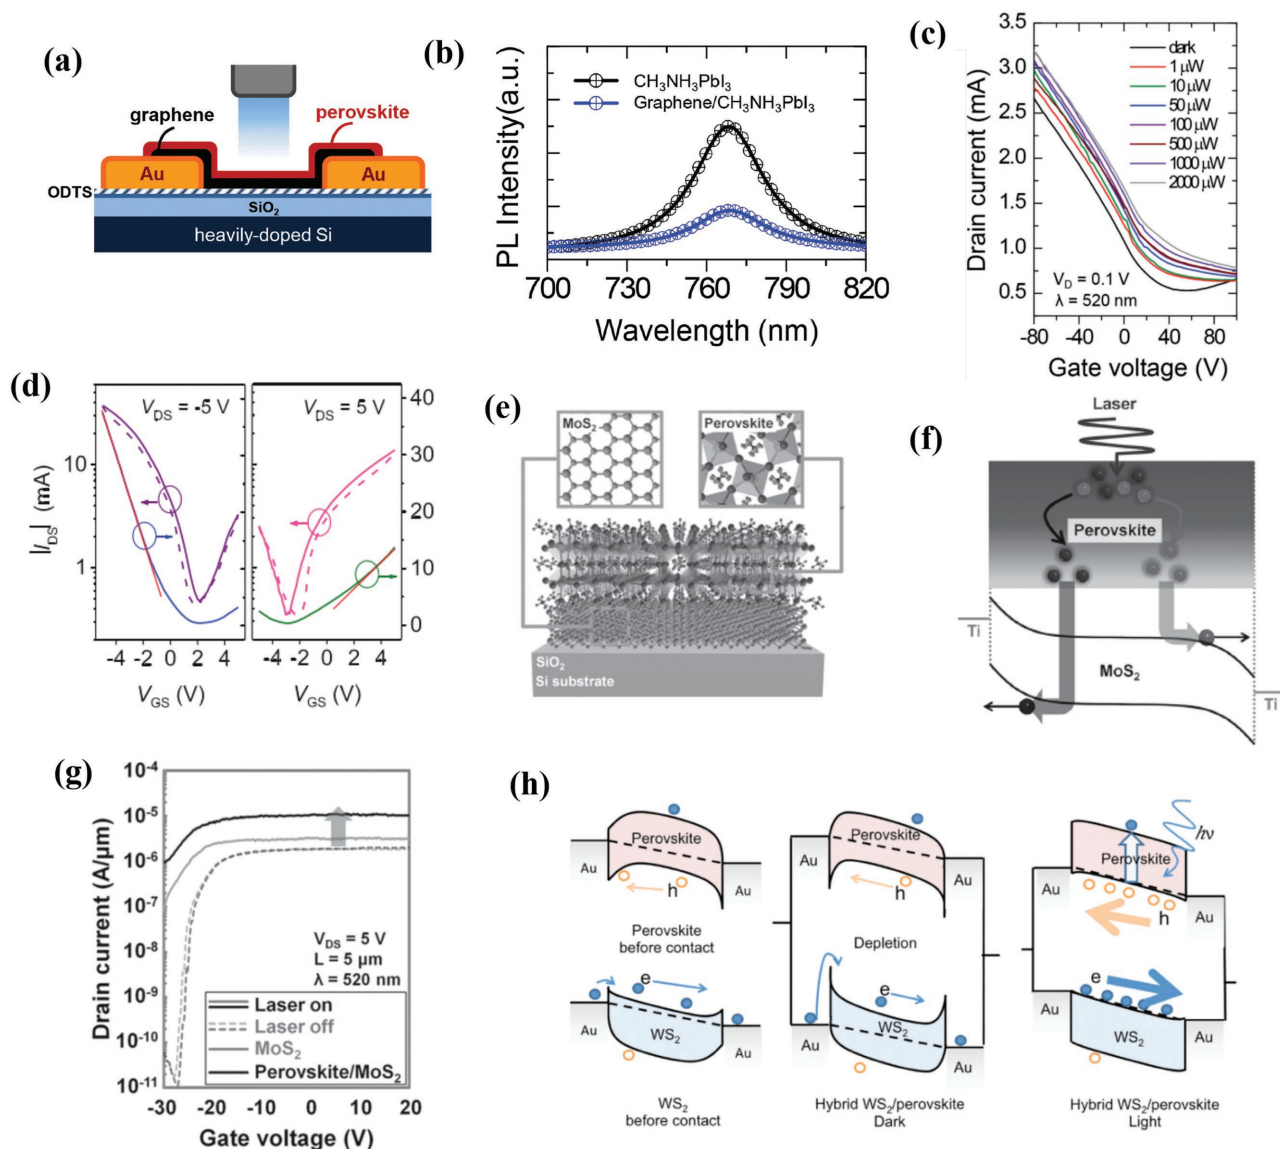 (a)
graphene
perovskite
Au
Au
ODTS
SiO₂
heavily-doped Si
(b)
PL Intensity(a.u.)
CH₃NH₃PbI₃
Graphene/CH₃NH₃PbI₃
700 730 760 790 820
Wavelength (nm)
(c)
Drain current (mA)
3.5
3.0
2.5
2.0
1.5
1.0
0.5
dark
1 μW
10 μW
50 μW
100 μW
500 μW
1000 μW
2000 μW
V_D = 0.1 V
λ = 520 nm
-80 -40 0 40 80
Gate voltage (V)
(d)
|I_DS| (mA)
10
1
V_DS = -5 V
V_DS = 5 V
40
30
20
10
0
-4 -2 0 2 4
-4 -2 0 2 4
V_GS (V)
V_GS (V)
(e)
MoS₂
Perovskite
SiO₂
Si substrate
(f)
Laser
Perovskite
Ti
MoS₂
Ti
(g)
Drain current (A/μm)
10⁻⁴
10⁻⁵
10⁻⁶
10⁻⁷
10⁻⁸
10⁻⁹
10⁻¹⁰
10⁻¹¹
V_DS = 5 V
L = 5 μm
λ = 520 nm
Laser on
Laser off
MoS₂
Perovskite/MoS₂
-30 -20 -10 0 10 20
Gate voltage (V)
(h)
Perovskite
Au
Au
h
Perovskite
before contact
e
Au
WS₂
Au
WS₂
before contact
Perovskite
Au
Au
h
Depletion
e
Au
WS₂
Au
Hybrid WS₂/perovskite
Dark
hν
Perovskite
Au
Au
h
e
Au
WS₂
Au
Hybrid WS₂/perovskite
Light